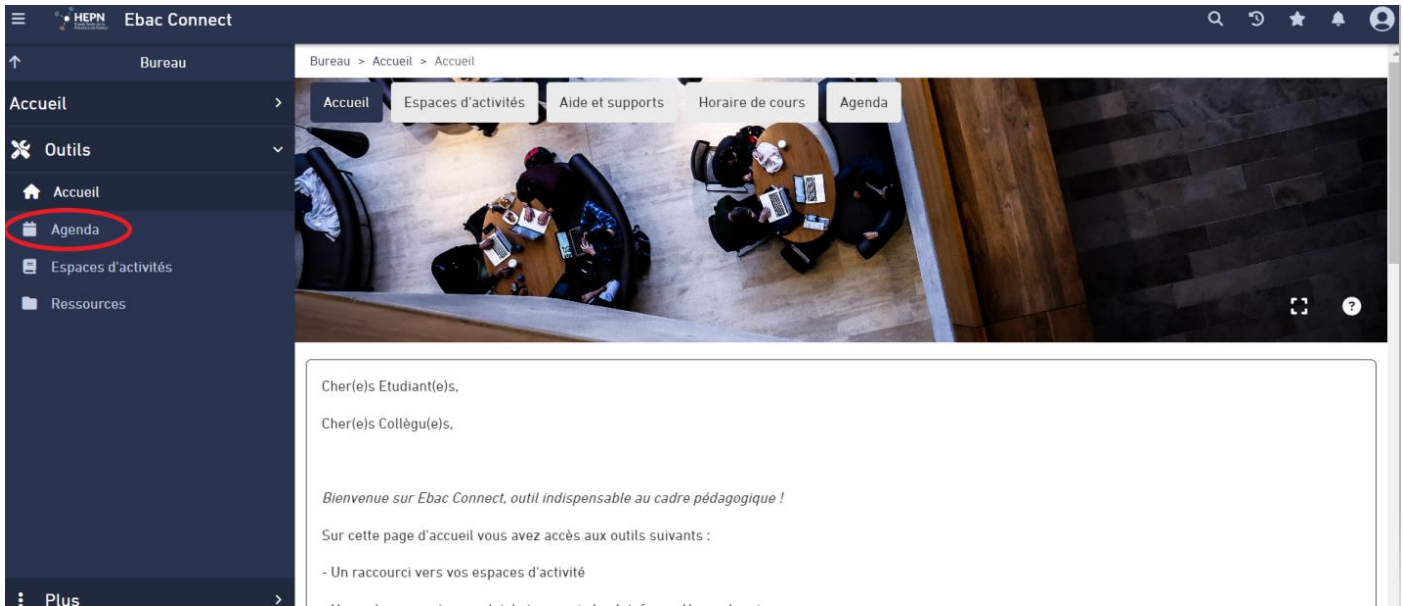 HEPN Ebac Connect
Bureau
Bureau > Accueil > Accueil
Accueil
Outils
Accueil
Agenda
Espaces d'activités
Ressources
Plus
Accueil
Espaces d'activités
Aide et supports
Horaire de cours
Agenda
Cher(e)s Etudiant(e)s,
Cher(e)s Collègu(e)s,
Bienvenue sur Ebac Connect, outil indispensable au cadre pédagogique !
Sur cette page d'accueil vous avez accès aux outils suivants :
- Un raccourci vers vos espaces d'activité